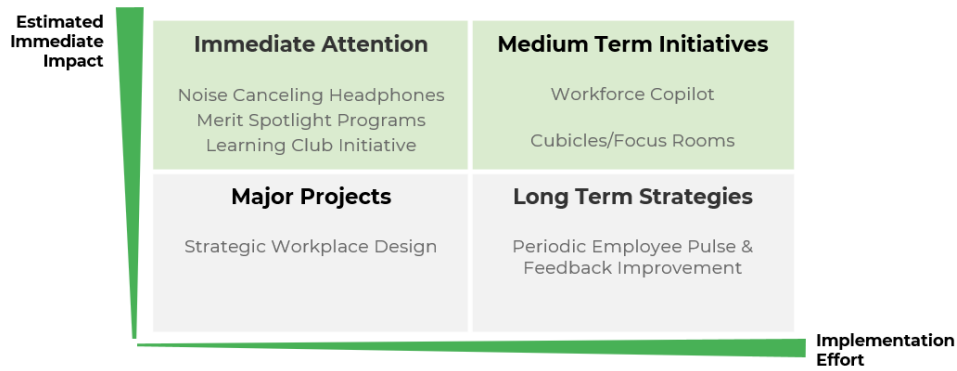 Estimated
Immediate
Impact
Immediate Attention
Noise Canceling Headphones
Merit Spotlight Programs
Learning Club Initiative
Medium Term Initiatives
Workforce Copilot
Cubicles/Focus Rooms
Major Projects
Strategic Workplace Design
Long Term Strategies
Periodic Employee Pulse &
Feedback Improvement
Implementation
Effort